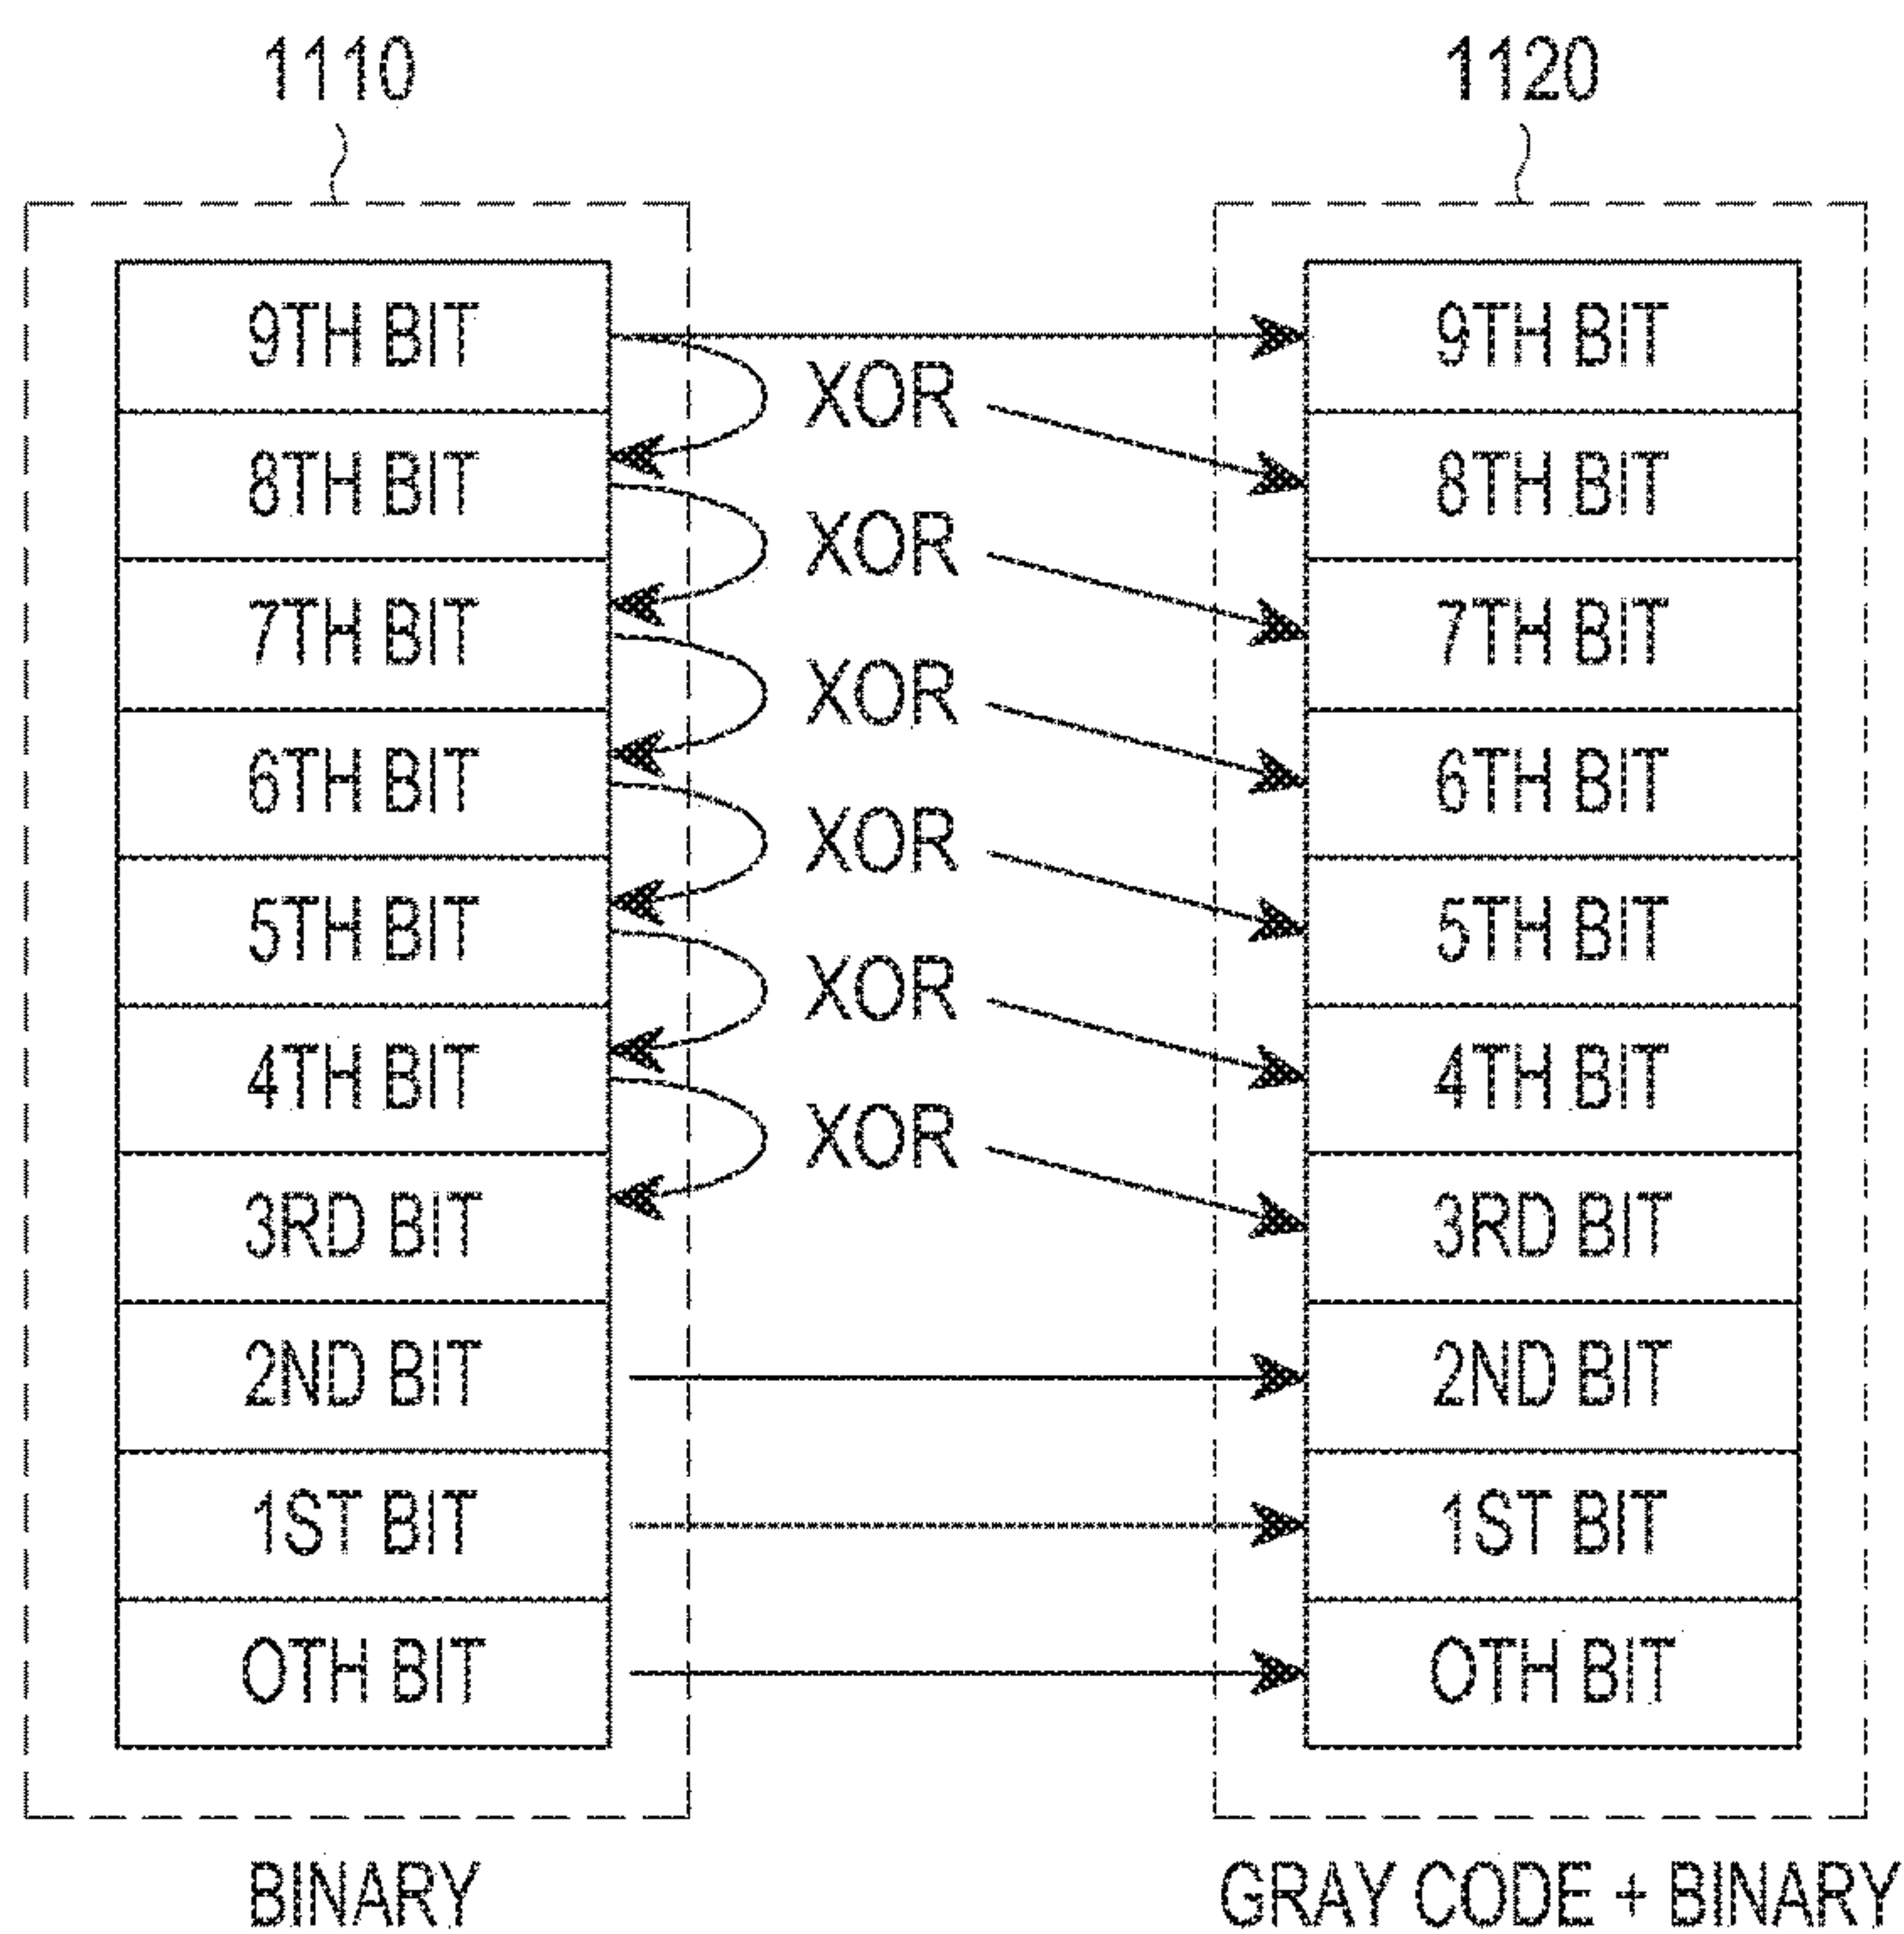 1110 1120
9TH BIT 9TH BIT
XOR
8TH BIT 8TH BIT
XOR
7TH BIT 7TH BIT
XOR
6TH BIT 6TH BIT
XOR
5TH BIT 5TH BIT
XOR
4TH BIT 4TH BIT
XOR
3RD BIT 3RD BIT
2ND BIT 2ND BIT
1ST BIT 1ST BIT
0TH BIT 0TH BIT
BINARY GRAY CODE + BINARY